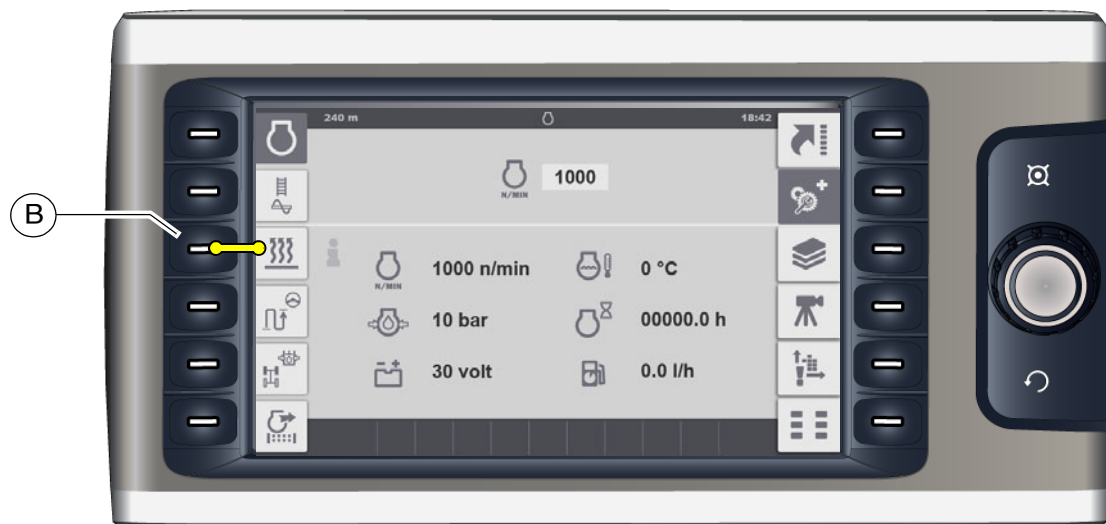 240 m 18:42
N/MIN 1000
B
1000 n/min 0 °C
N/MIN
10 bar 00000.0 h
30 volt 0.0 l/h